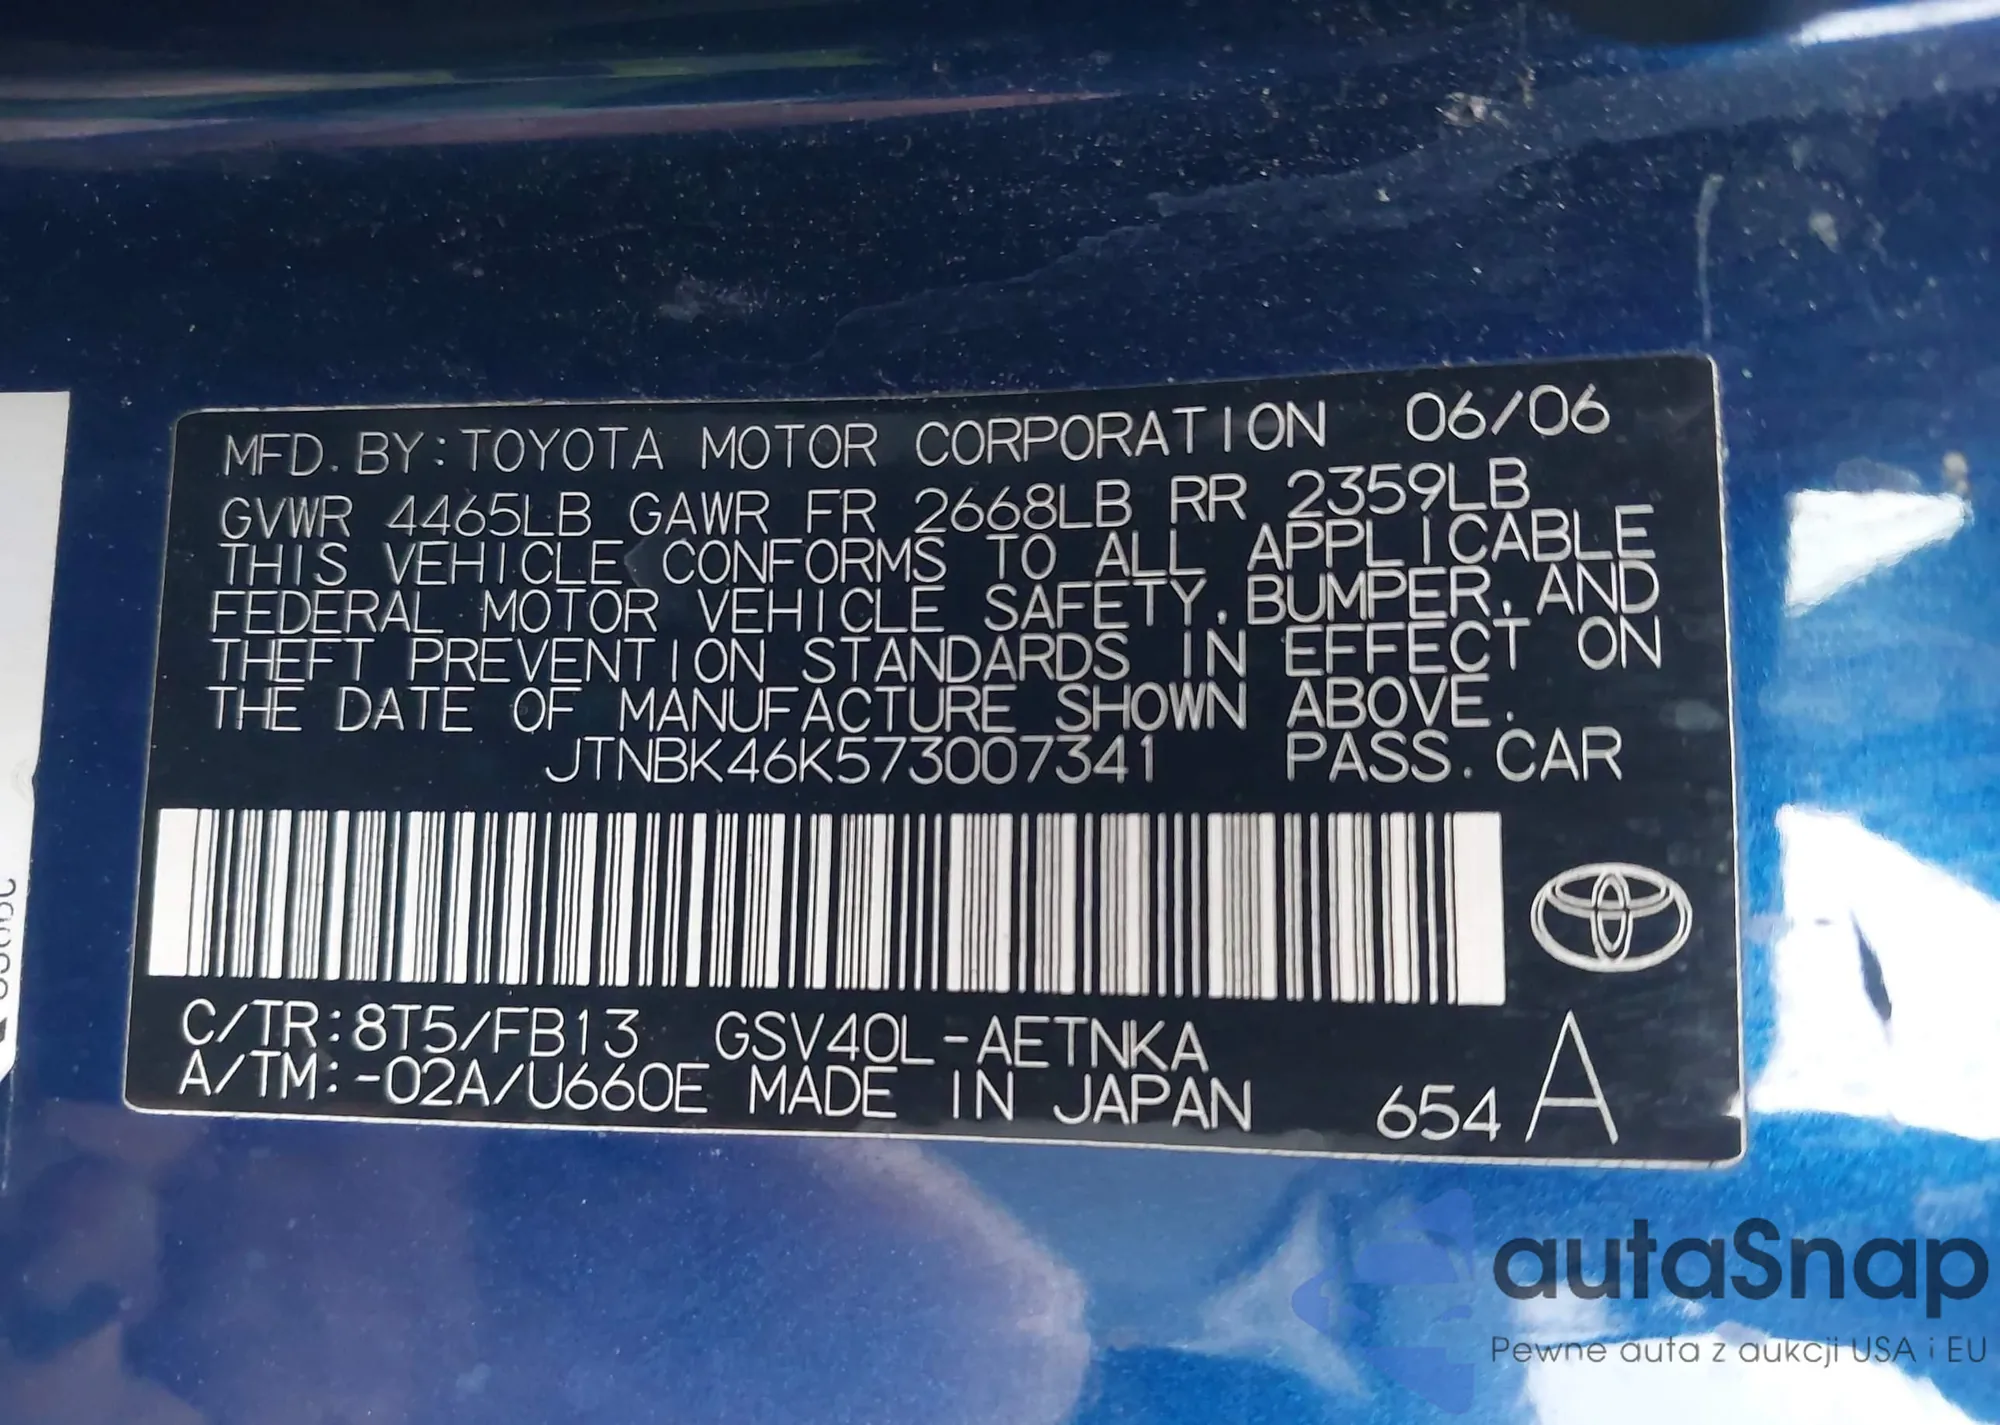 MFD. BY: TOYOTA MOTOR CORPORATION 06/06
GVWR 4465LB GAWR FR 2668LB RR 2359LB
THIS VEHICLE CONFORMS TO ALL APPLICABLE
FEDERAL MOTOR VEHICLE SAFETY, BUMPER, AND
THEFT PREVENTION STANDARDS IN EFFECT ON
THE DATE OF MANUFACTURE SHOWN ABOVE.
JTNBK46K573007341 PASS. CAR
C/TR: 8T5/FB13 GSV40L-AETNKA
A/TM: -02A/U660E MADE IN JAPAN 654 A
autaSnap
Pewne auta z aukcji USA i EU